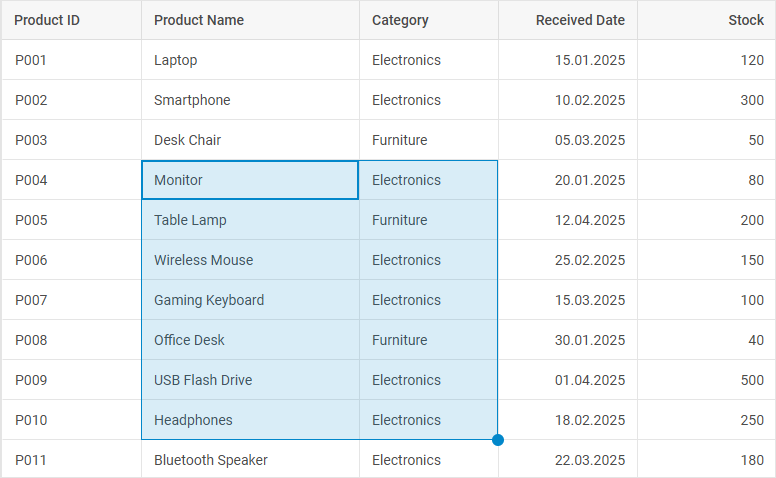 Product ID Product Name Category Received Date Stock
P001 Laptop Electronics 15.01.2025 120
P002 Smartphone Electronics 10.02.2025 300
P003 Desk Chair Furniture 05.03.2025 50
P004 Monitor Electronics 20.01.2025 80
P005 Table Lamp Furniture 12.04.2025 200
P006 Wireless Mouse Electronics 25.02.2025 150
P007 Gaming Keyboard Electronics 15.03.2025 100
P008 Office Desk Furniture 30.01.2025 40
P009 USB Flash Drive Electronics 01.04.2025 500
P010 Headphones Electronics 18.02.2025 250
P011 Bluetooth Speaker Electronics 22.03.2025 180